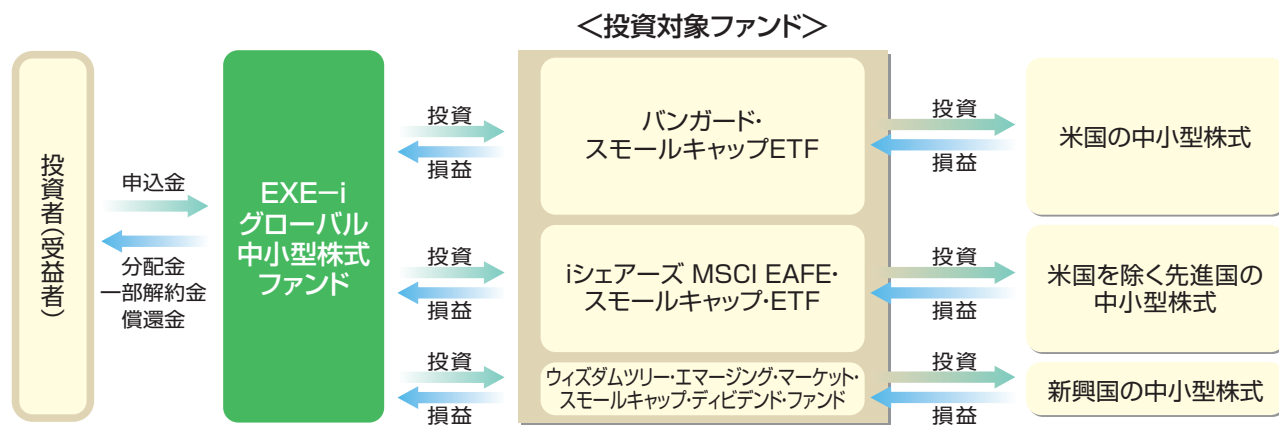 ＜投資対象ファンド＞
投資者（受益者）
申込金
分配金
一部解約金
償還金
EXE−i
グローバル
中小型株式
ファンド
投資
損益
バンガード・
スモールキャップETF
投資
損益
米国の中小型株式
投資
損益
iシェアーズ MSCI EAFE・
スモールキャップ・ETF
投資
損益
米国を除く先進国の
中小型株式
投資
損益
ウィズダムツリー・エマージング・マーケット・
スモールキャップ・ディビデンド・ファンド
投資
損益
新興国の中小型株式